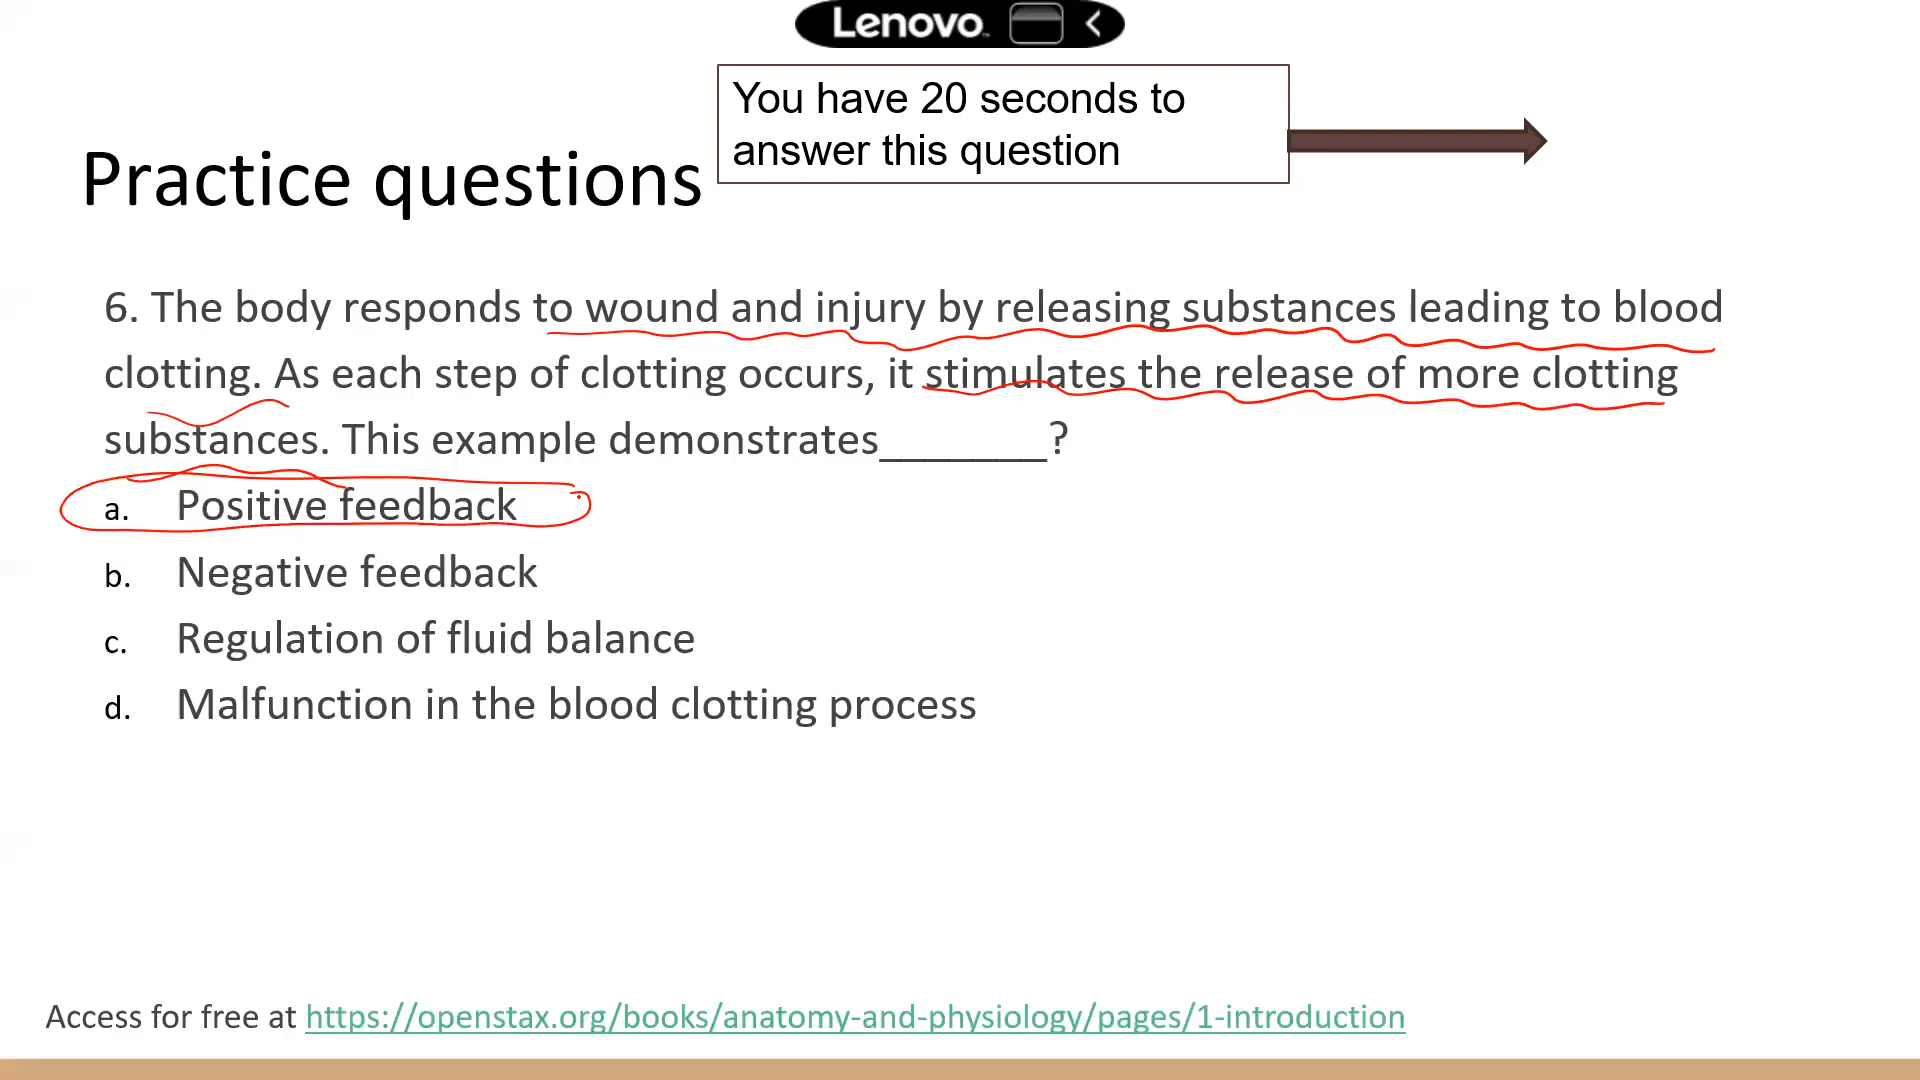 Lenovo
You have 20 seconds to
answer this question
Practice questions
6. The body responds to wound and injury by releasing substances leading to blood
clotting. As each step of clotting occurs, it stimulates the release of more clotting
substances. This example demonstrates_______?
a. Positive feedback
b. Negative feedback
c. Regulation of fluid balance
d. Malfunction in the blood clotting process
Access for free at https://openstax.org/books/anatomy-and-physiology/pages/1-introduction